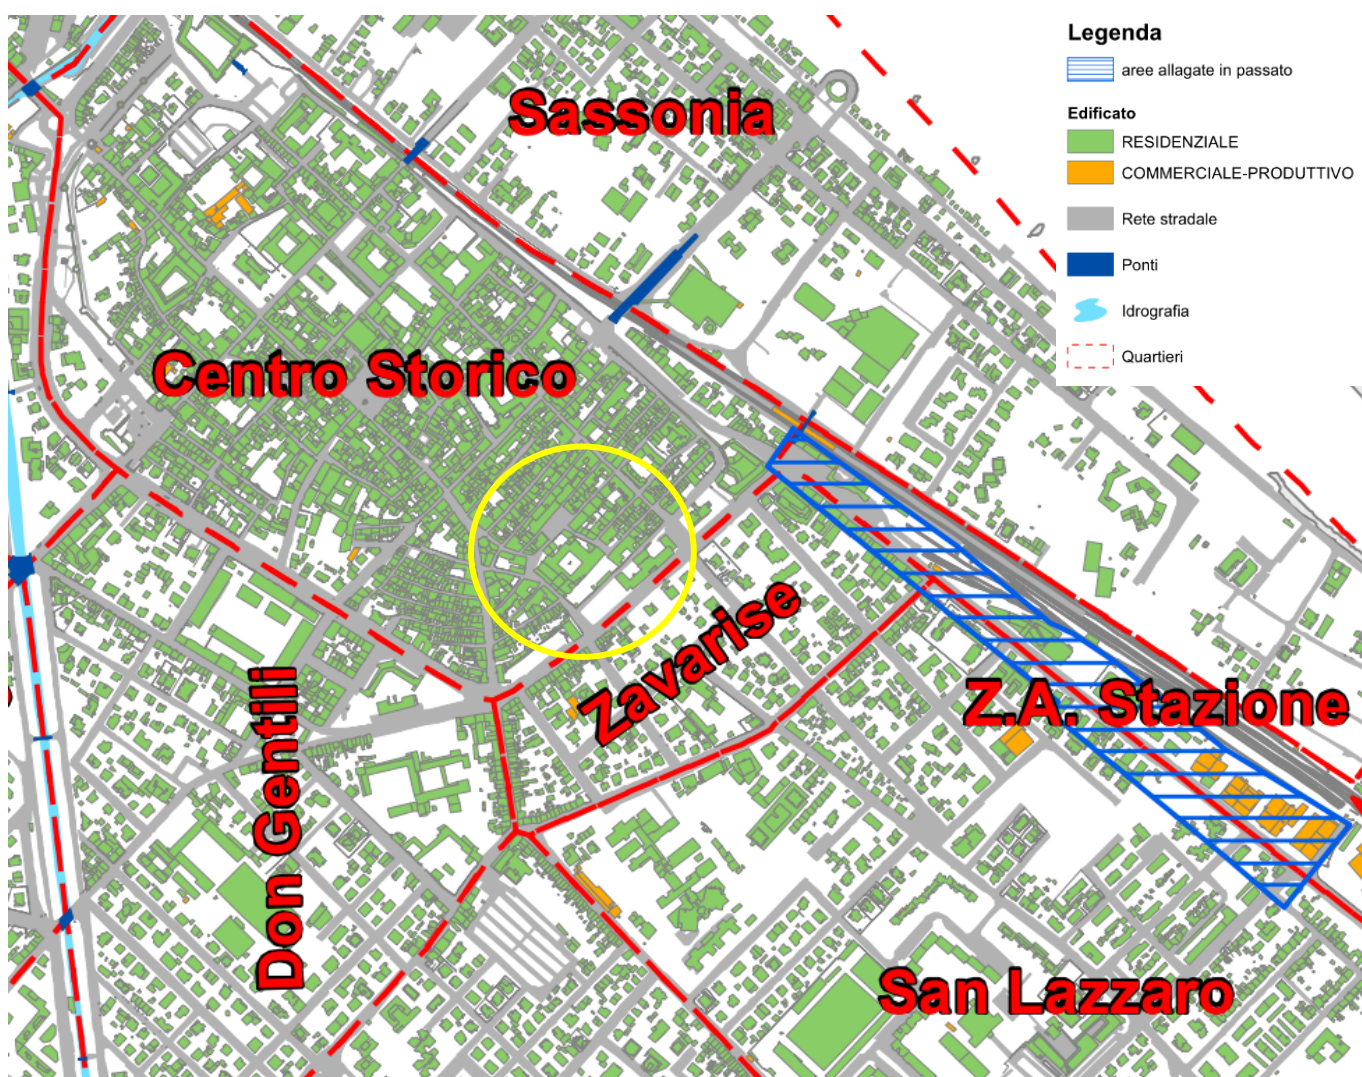 Legenda
aree allagate in passato
Edificato
RESIDENZIALE
COMMERCIALE-PRODUTTIVO
Rete stradale
Ponti
Idrografia
Quartieri
Sassonia
Centro Storico
Zavarise
Z.A. Stazione
Don Gentili
San Lazzaro